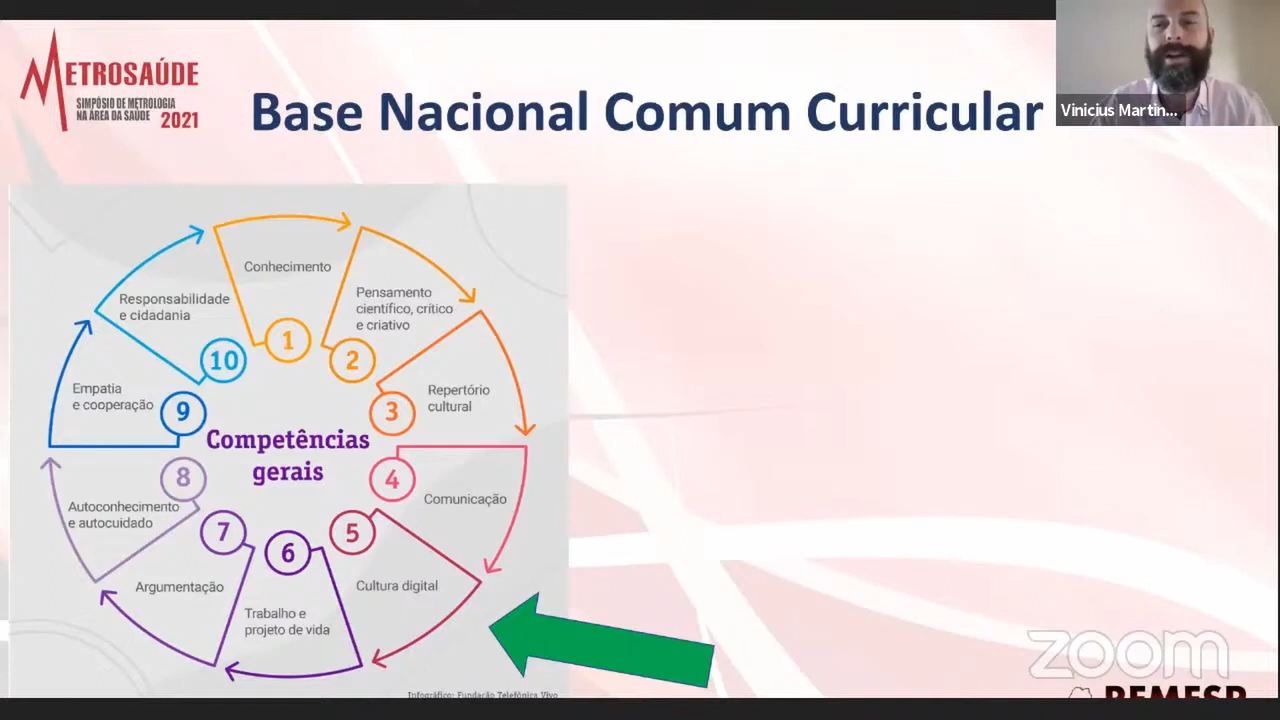 METROSAÚDE
SIMPÓSIO DE METROLOGIA
NA ÁREA DA SAÚDE 2021
Base Nacional Comum Curricular
Vinicius Martin...
Conhecimento
1
Pensamento
científico, crítico
e criativo
2
Repertório
cultural
3
Comunicação
4
Cultura digital
5
Trabalho e
projeto de vida
6
Argumentação
7
Autoconhecimento
e autocuidado
8
Empatia
e cooperação
9
Responsabilidade
e cidadania
10
Competências
gerais
Infográfico: Fundação Telefônica Vivo
zoom
REMESP